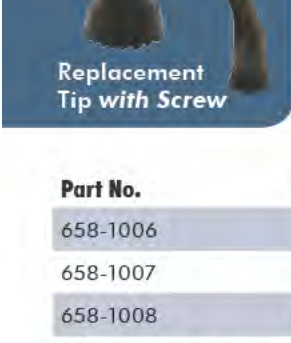 Replacement
Tip with Screw
Part No.
658-1006
658-1007
658-1008